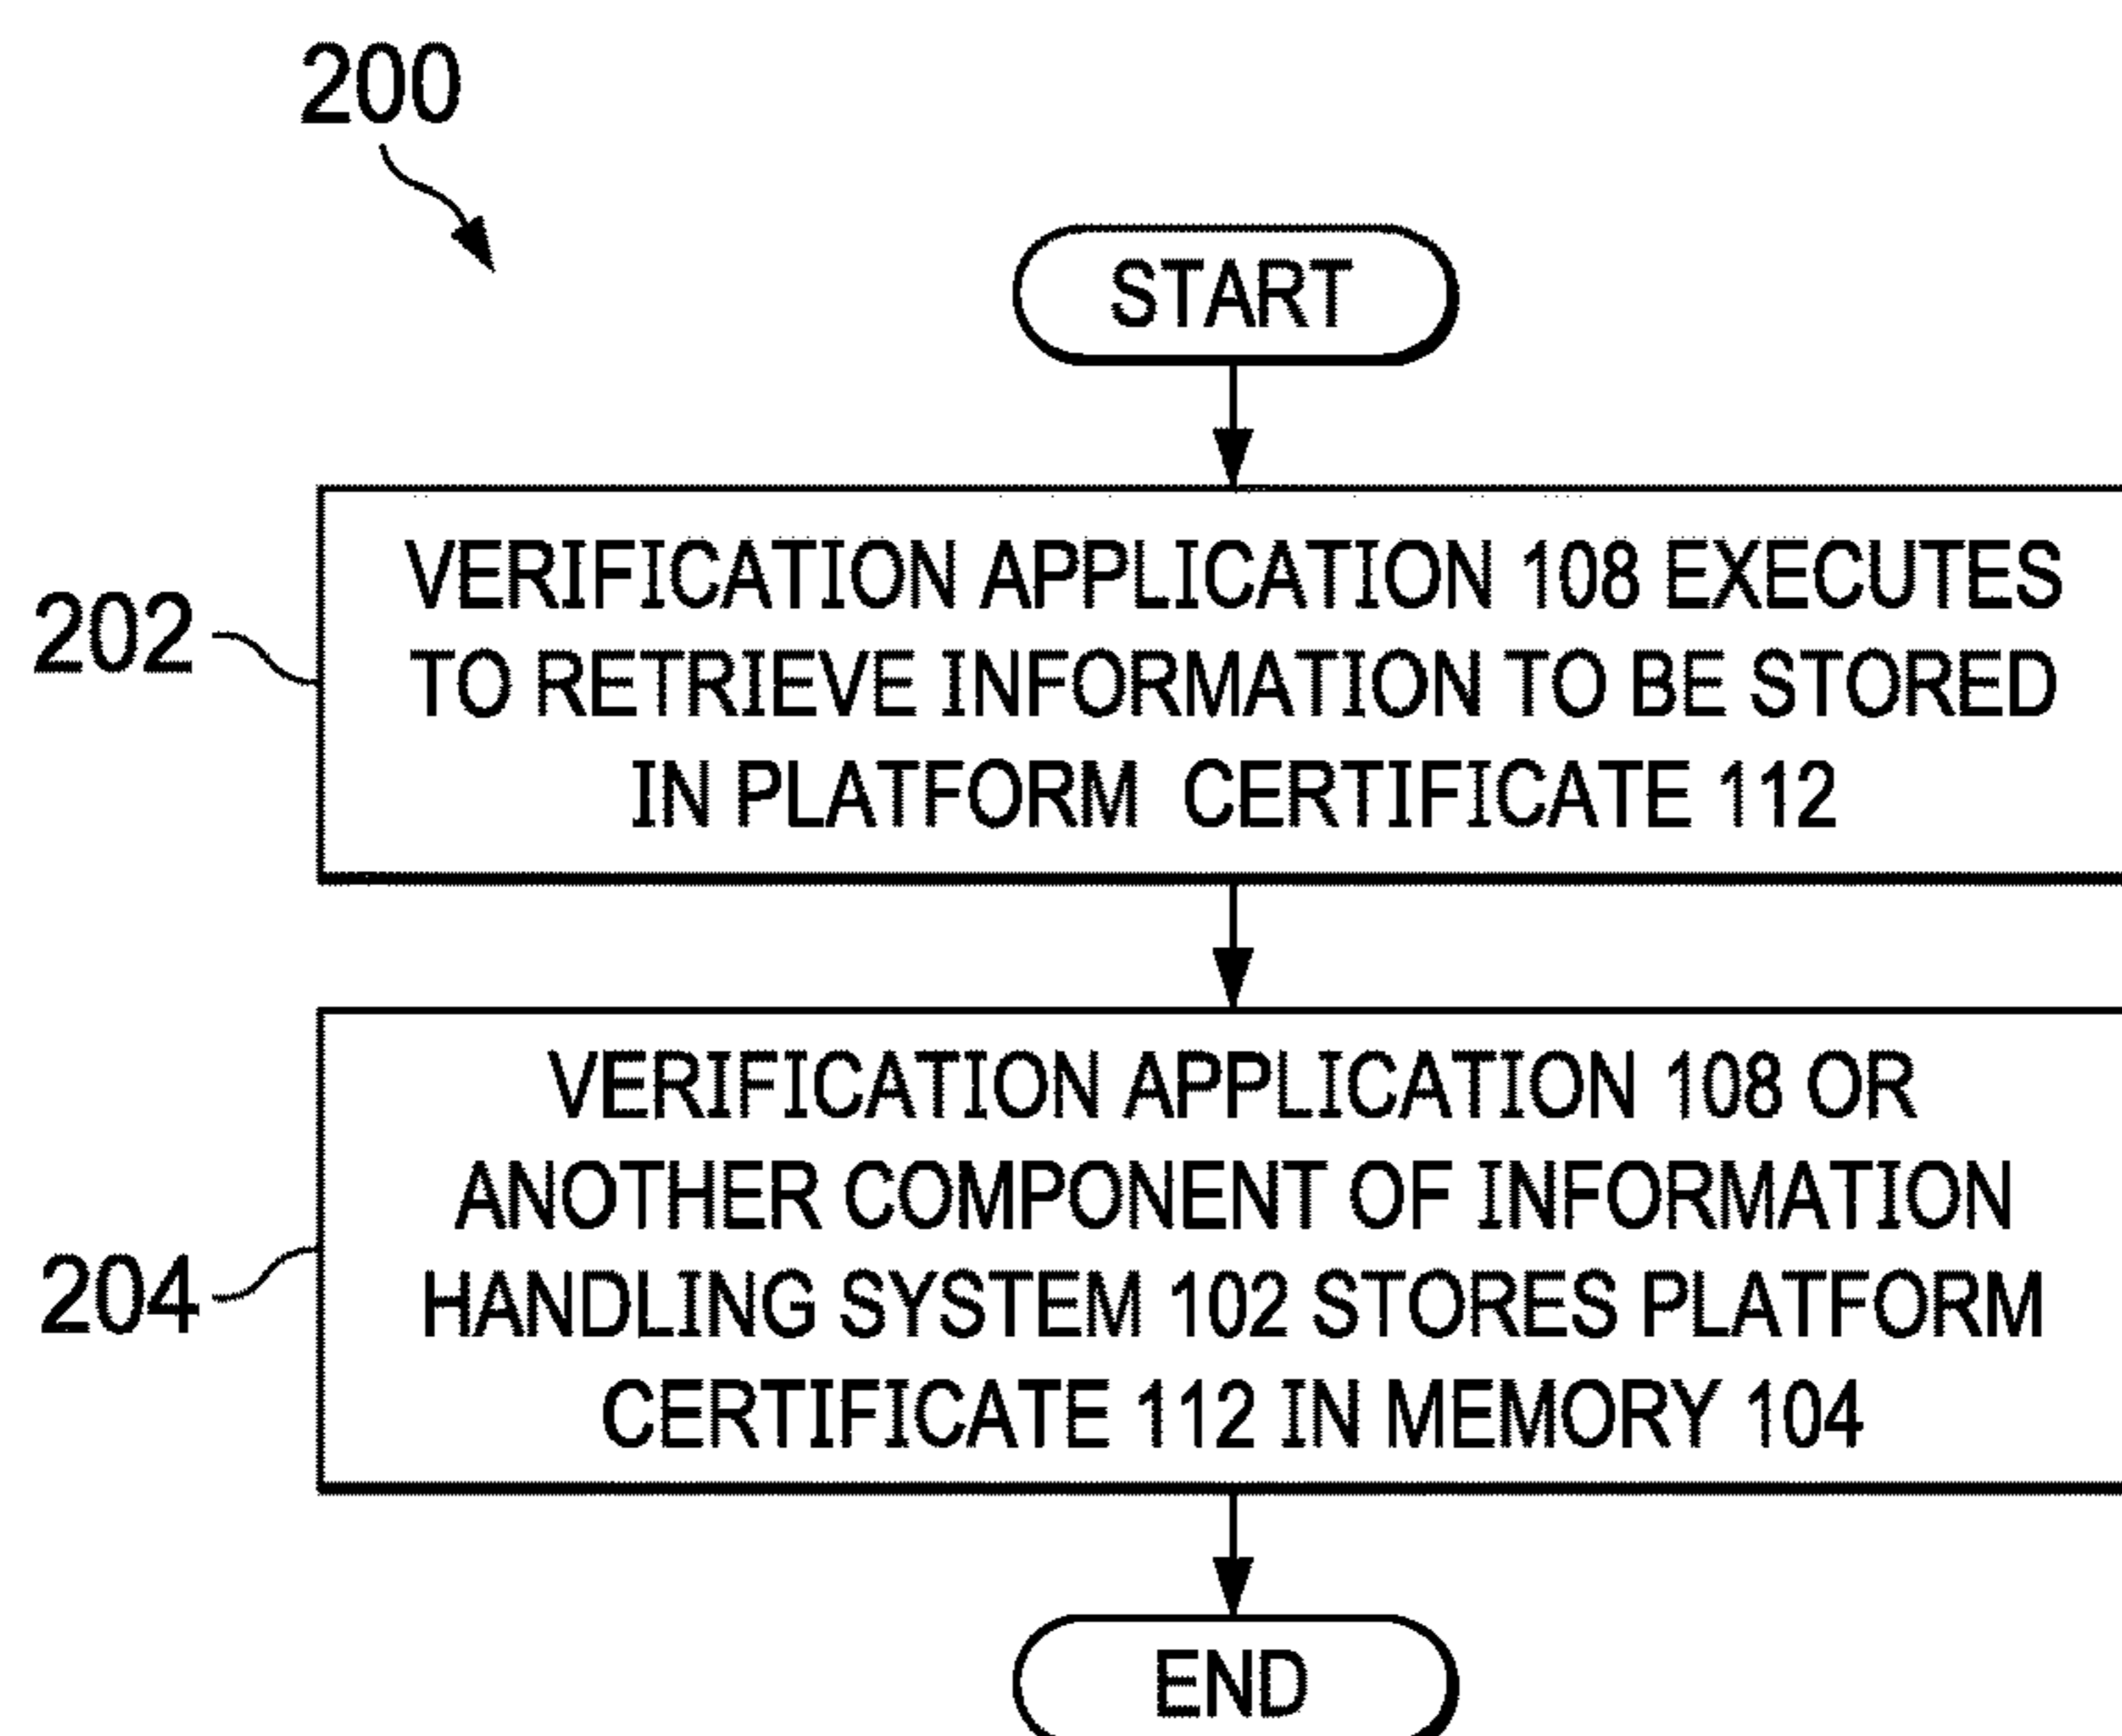 200
START
202
VERIFICATION APPLICATION 108 EXECUTES
TO RETRIEVE INFORMATION TO BE STORED
IN PLATFORM CERTIFICATE 112
204
VERIFICATION APPLICATION 108 OR
ANOTHER COMPONENT OF INFORMATION
HANDLING SYSTEM 102 STORES PLATFORM
CERTIFICATE 112 IN MEMORY 104
END